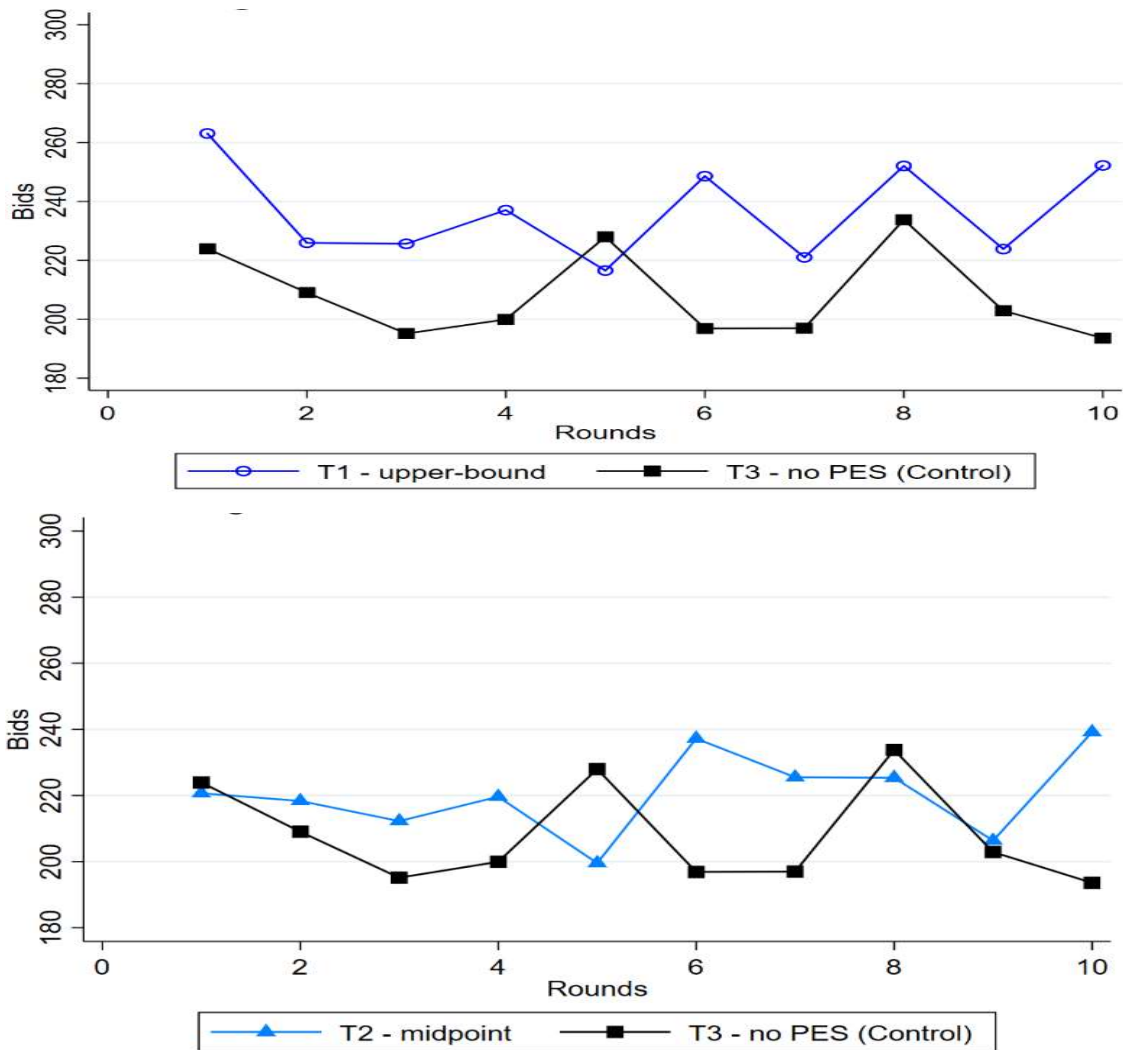 300
280
260
240
220
200
180
Bids
0 2 4 6 8 10
Rounds
T1 - upper-bound T3 - no PES (Control)
300
280
260
240
220
200
180
Bids
0 2 4 6 8 10
Rounds
T2 - midpoint T3 - no PES (Control)